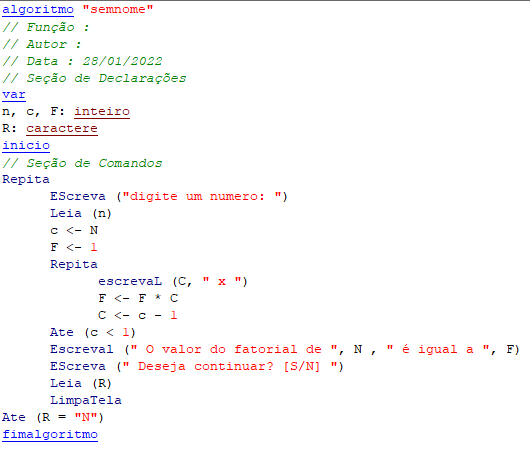 algoritmo "semnome"
// Função :
// Autor :
// Data : 28/01/2022
// Seção de Declarações
var
n, c, F: inteiro
R: caractere
inicio
// Seção de Comandos
Repita
EScreva ("digite um numero: ")
Leia (n)
c <- N
F <- 1
Repita
escrevaL (C, " x ")
F <- F * C
C <- c - 1
Ate (c < 1)
Escreval (" O valor do fatorial de ", N , " é igual a ", F)
EScreva (" Deseja continuar? [S/N] ")
Leia (R)
LimpaTela
Ate (R = "N")
fimalgoritmo